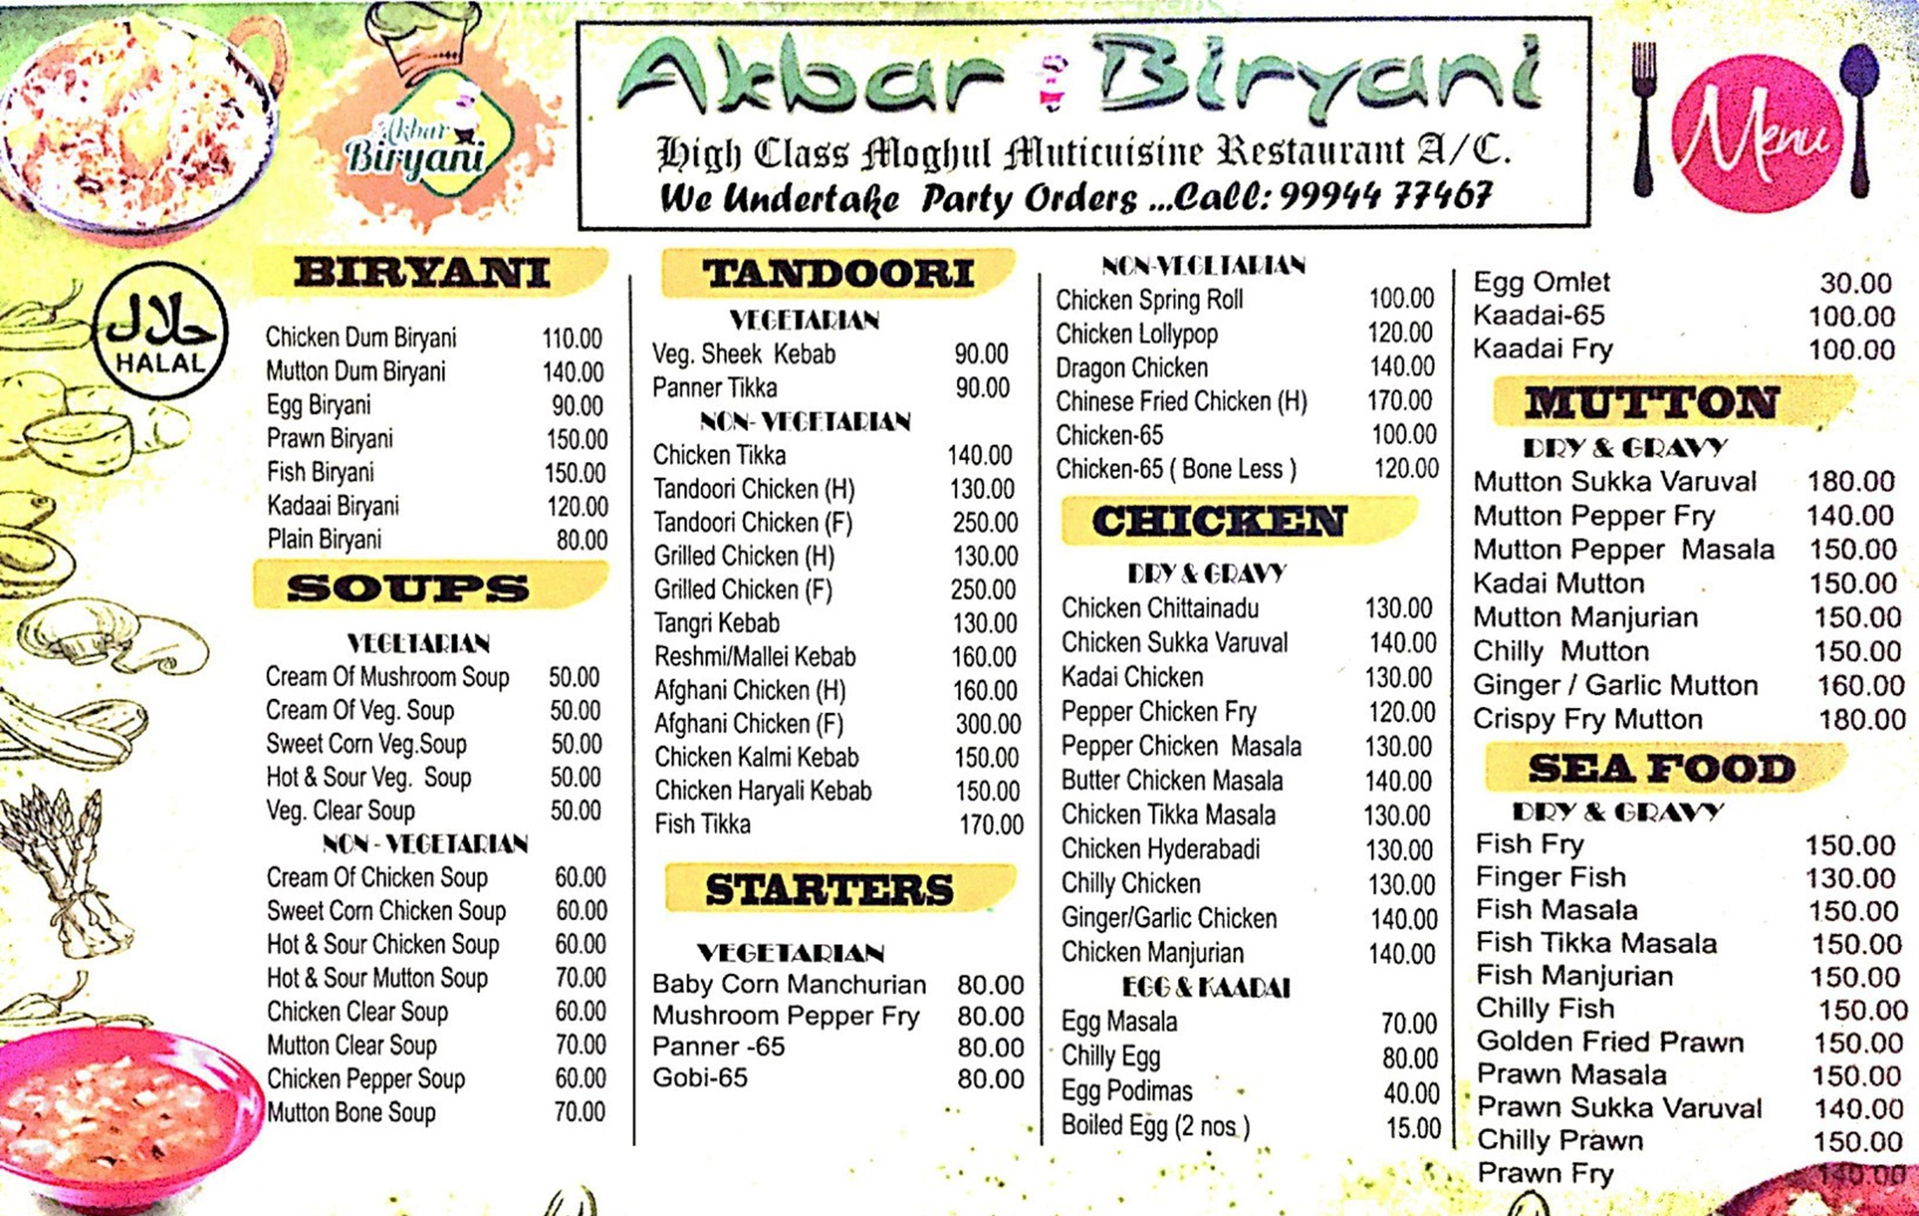 Akbar
Biryani
Akbar Biryani
High Class Moghul Muticuisine Restaurant A/C.
We Undertake Party Orders ...Call: 99944 77467
Menu
حلال
HALAL
BIRYANI
Chicken Dum Biryani 110.00
Mutton Dum Biryani 140.00
Egg Biryani 90.00
Prawn Biryani 150.00
Fish Biryani 150.00
Kadaai Biryani 120.00
Plain Biryani 80.00
SOUPS
VEGETARIAN
Cream Of Mushroom Soup 50.00
Cream Of Veg. Soup 50.00
Sweet Corn Veg.Soup 50.00
Hot & Sour Veg. Soup 50.00
Veg. Clear Soup 50.00
NON - VEGETARIAN
Cream Of Chicken Soup 60.00
Sweet Corn Chicken Soup 60.00
Hot & Sour Chicken Soup 60.00
Hot & Sour Mutton Soup 70.00
Chicken Clear Soup 60.00
Mutton Clear Soup 70.00
Chicken Pepper Soup 60.00
Mutton Bone Soup 70.00
TANDOORI
VEGETARIAN
Veg. Sheek Kebab 90.00
Panner Tikka 90.00
NON- VEGETARIAN
Chicken Tikka 140.00
Tandoori Chicken (H) 130.00
Tandoori Chicken (F) 250.00
Grilled Chicken (H) 130.00
Grilled Chicken (F) 250.00
Tangri Kebab 130.00
Reshmi/Mallei Kebab 160.00
Afghani Chicken (H) 160.00
Afghani Chicken (F) 300.00
Chicken Kalmi Kebab 150.00
Chicken Haryali Kebab 150.00
Fish Tikka 170.00
STARTERS
VEGETARIAN
Baby Corn Manchurian 80.00
Mushroom Pepper Fry 80.00
Panner -65 80.00
Gobi-65 80.00
NON-VEGETARIAN
Chicken Spring Roll 100.00
Chicken Lollypop 120.00
Dragon Chicken 140.00
Chinese Fried Chicken (H) 170.00
Chicken-65 100.00
Chicken-65 ( Bone Less ) 120.00
CHICKEN
DRY & GRAVY
Chicken Chittainadu 130.00
Chicken Sukka Varuval 140.00
Kadai Chicken 130.00
Pepper Chicken Fry 120.00
Pepper Chicken Masala 130.00
Butter Chicken Masala 140.00
Chicken Tikka Masala 130.00
Chicken Hyderabadi 130.00
Chilly Chicken 130.00
Ginger/Garlic Chicken 140.00
Chicken Manjurian 140.00
EGG & KAADAI
Egg Masala 70.00
Chilly Egg 80.00
Egg Podimas 40.00
Boiled Egg (2 nos ) 15.00
Egg Omlet 30.00
Kaadai-65 100.00
Kaadai Fry 100.00
MUTTON
DRY & GRAVY
Mutton Sukka Varuval 180.00
Mutton Pepper Fry 140.00
Mutton Pepper Masala 150.00
Kadai Mutton 150.00
Mutton Manjurian 150.00
Chilly Mutton 150.00
Ginger / Garlic Mutton 160.00
Crispy Fry Mutton 180.00
SEA FOOD
DRY & GRAVY
Fish Fry 150.00
Finger Fish 130.00
Fish Masala 150.00
Fish Tikka Masala 150.00
Fish Manjurian 150.00
Chilly Fish 150.00
Golden Fried Prawn 150.00
Prawn Masala 150.00
Prawn Sukka Varuval 140.00
Chilly Prawn 150.00
Prawn Fry 140.00